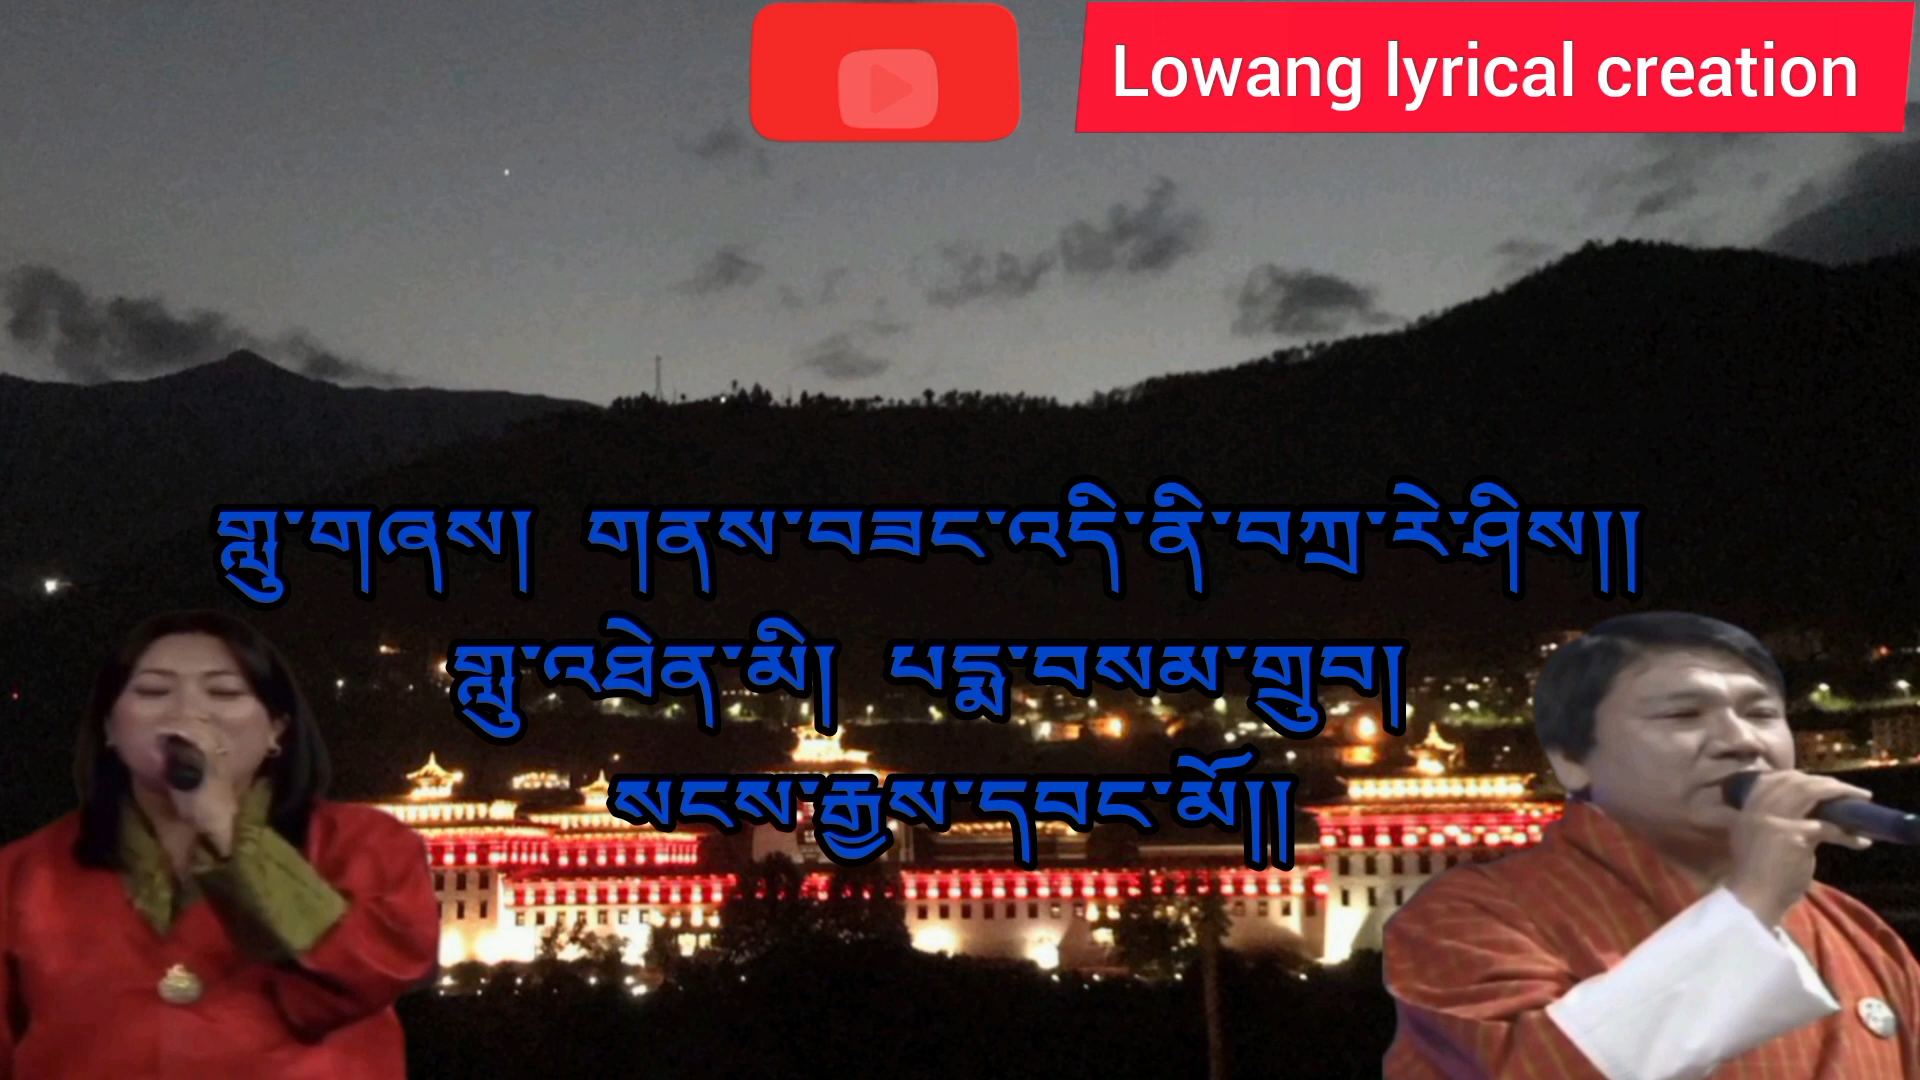 Lowang lyrical creation
གླུ་གཞས། གནས་བཟང་འདི་ནི་བཀྲ་རེ་ཤིས།།
གླུ་འཐེན་མི། པདྨ་བསམ་གྲུབ།
སངས་རྒྱས་དབང་མོ།།